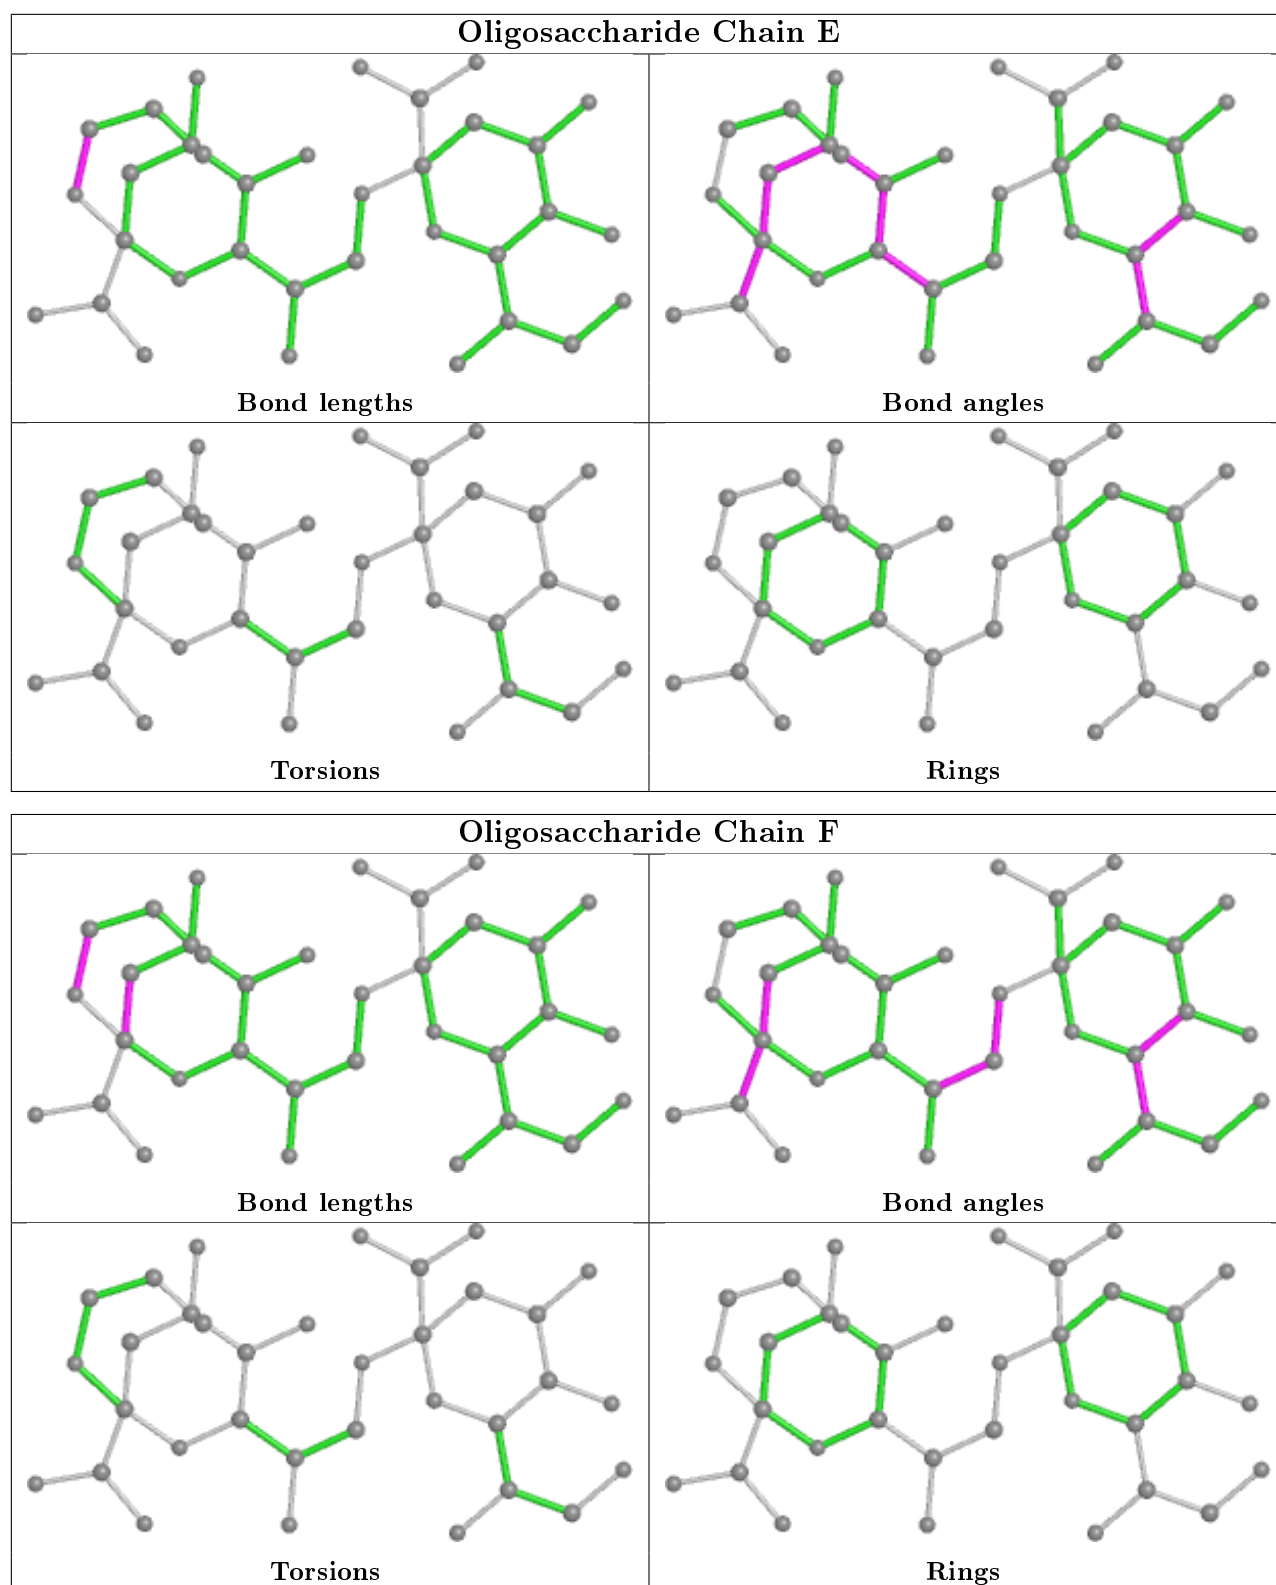 Oligosaccharide Chain E
Bond lengths
Bond angles
Torsions
Rings
Oligosaccharide Chain F
Bond lengths
Bond angles
Torsions
Rings